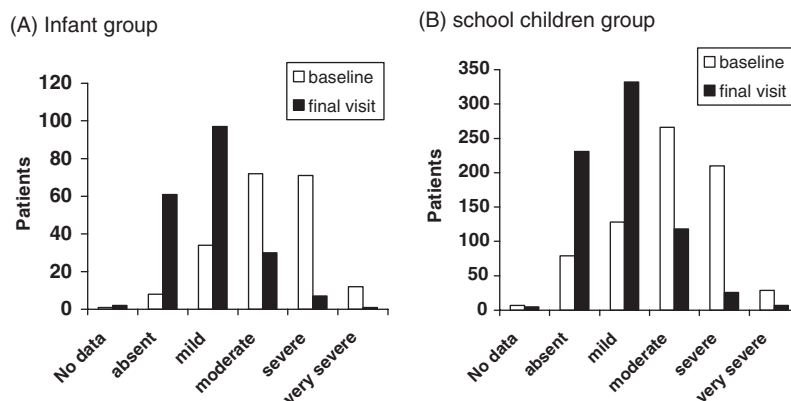 (A) Infant group
baseline
final visit
Patients
120
100
80
60
40
20
0
No data
absent
mild
moderate
severe
very severe
(B) school children group
baseline
final visit
Patients
350
300
250
200
150
100
50
0
No data
absent
mild
moderate
severe
very severe